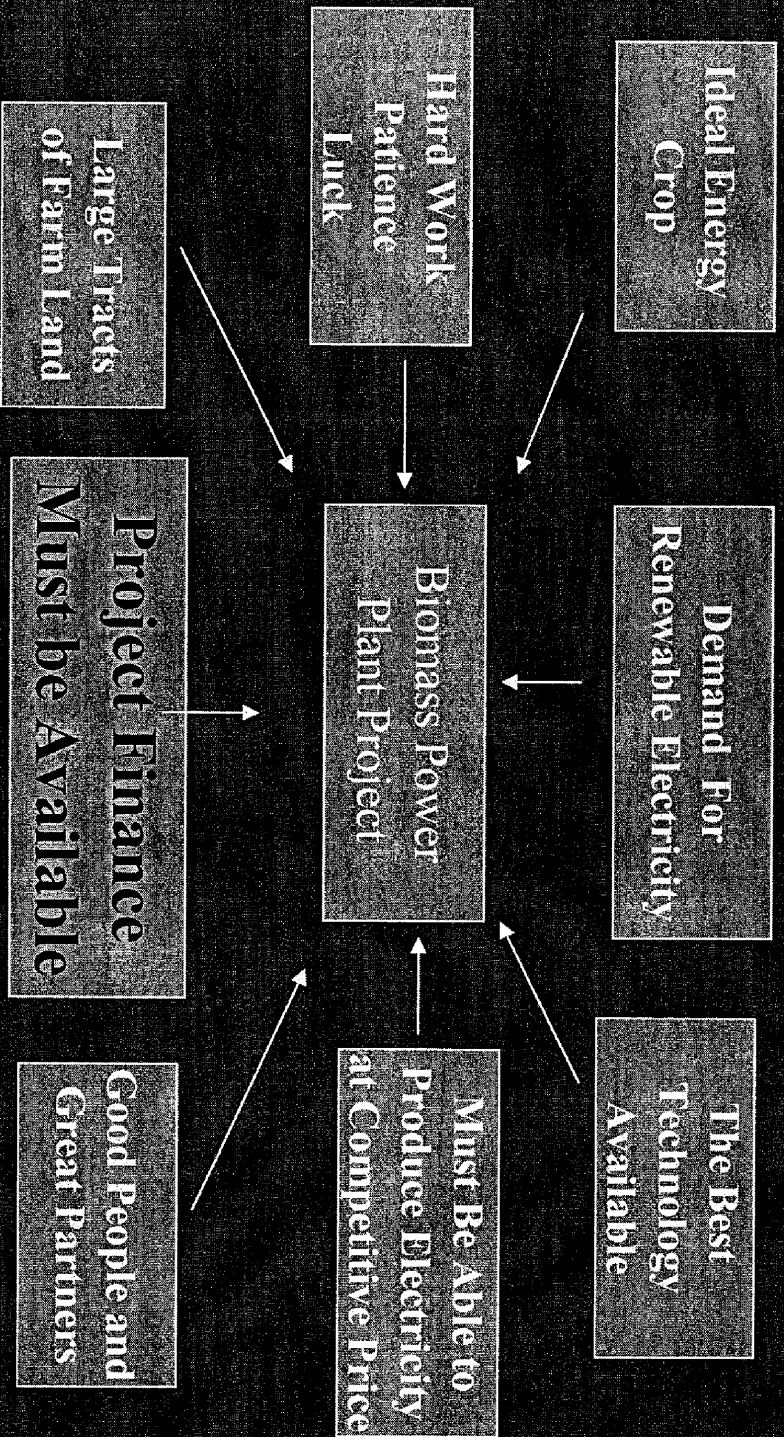 Ideal Energy
Crop
Demand For
Renewable Electricity
The Best
Technology
Available
Hard Work
Patience
Luck
Biomass Power
Plant Project
Must Be Able to
Produce Electricity
at Competitive Price
Large Tracts
of Farm Land
Project Finance
Must be Available
Good People and
Great Partners